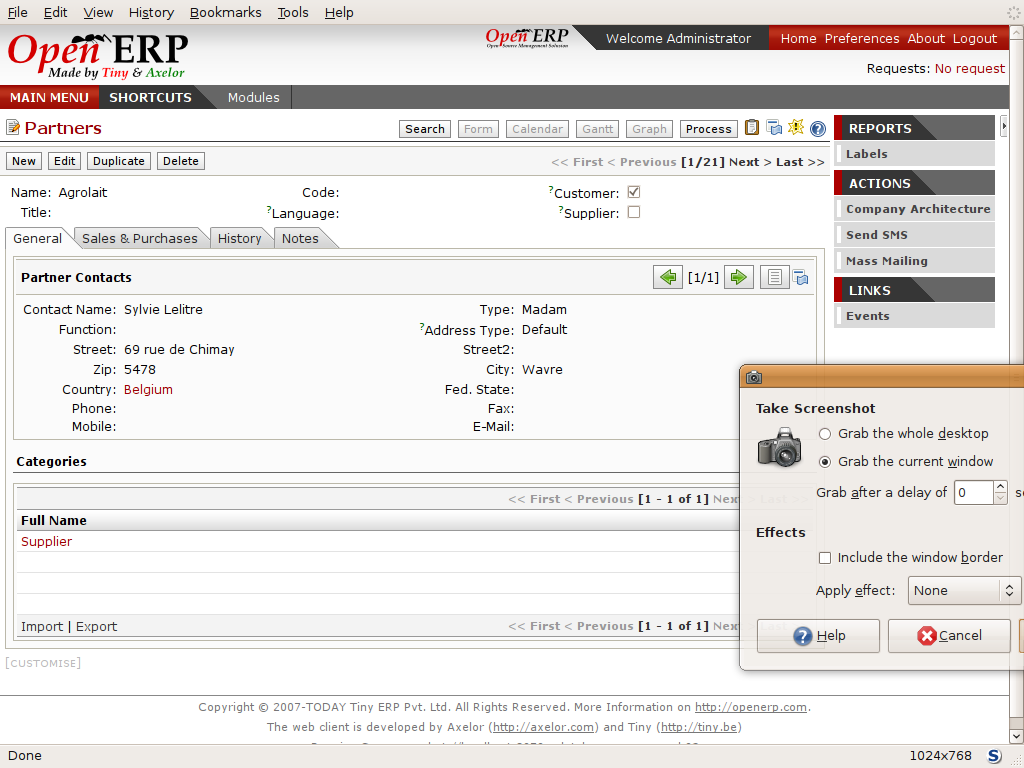 File Edit View History Bookmarks Tools Help
Open ERP
Made by Tiny & Axelor
Open ERP
Open Source Management Solution
Welcome Administrator
Home Preferences About Logout
Requests: No request
MAIN MENU SHORTCUTS Modules
Partners
Search Form Calendar Gantt Graph Process
New Edit Duplicate Delete
<< First < Previous [1/21] Next > Last >>
Name: Agrolait Code: ?Customer:
Title: ?Language: ?Supplier:
General Sales & Purchases History Notes
Partner Contacts [1/1]
Contact Name: Sylvie Lelitre Type: Madam
Function: ?Address Type: Default
Street: 69 rue de Chimay Street2:
Zip: 5478 City: Wavre
Country: Belgium Fed. State:
Phone: Fax:
Mobile: E-Mail:
Categories
<< First < Previous [1 - 1 of 1] Next
Full Name
Supplier
Import | Export << First < Previous [1 - 1 of 1] Next
[CUSTOMISE]
REPORTS
Labels
ACTIONS
Company Architecture
Send SMS
Mass Mailing
LINKS
Events
Take Screenshot
Grab the whole desktop
Grab the current window
Grab after a delay of 0
Effects
Include the window border
Apply effect: None
Help Cancel
Copyright © 2007-TODAY Tiny ERP Pvt. Ltd. All Rights Reserved. More Information on http://openerp.com.
The web client is developed by Axelor (http://axelor.com) and Tiny (http://tiny.be)
Done 1024x768 S